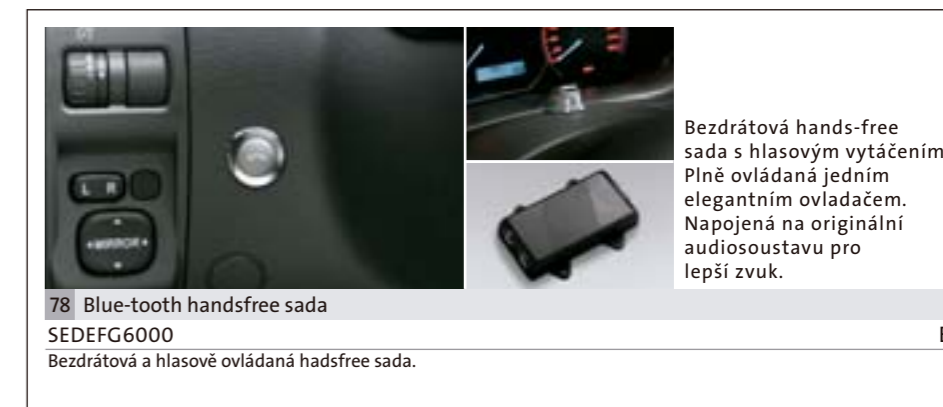 L R
MIRROR
Bezdrátová hands-free
sada s hlasovým vytáčením
Plně ovládaná jedním
elegantním ovladačem.
Napojená na originální
audiosoustavu pro
lepší zvuk.
78 Blue-tooth handsfree sada
SEDEFG6000
Bezdrátová a hlasově ovládaná hadsfree sada.